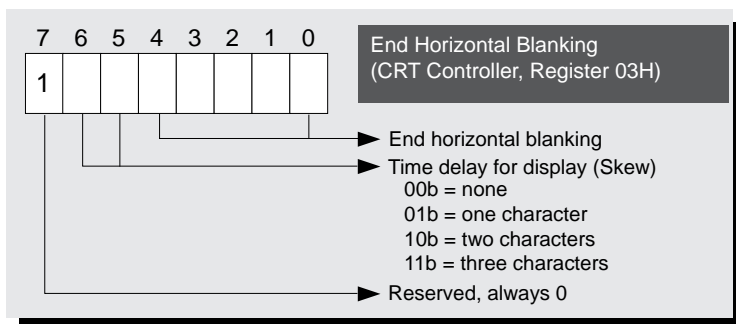 7 6 5 4 3 2 1 0
1
End Horizontal Blanking
(CRT Controller, Register 03H)
End horizontal blanking
Time delay for display (Skew)
00b = none
01b = one character
10b = two characters
11b = three characters
Reserved, always 0